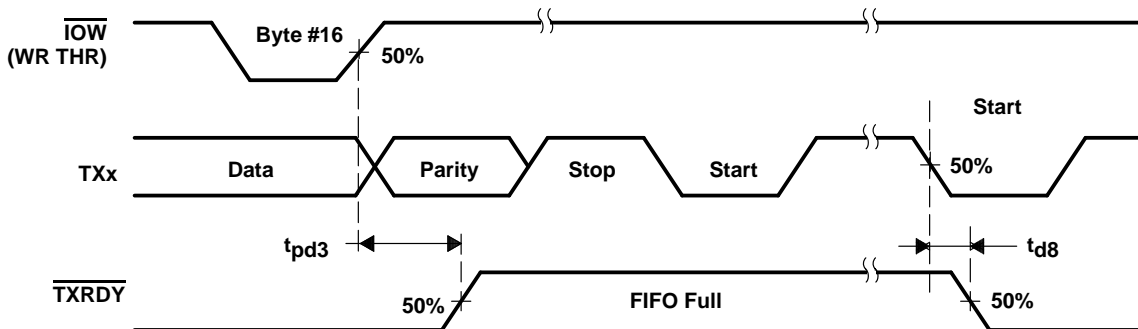 IOW
(WR THR)
Byte #16
50%
Start
TXx
Data
Parity
Stop
Start
50%
tpd3
td8
TXRDY
50%
FIFO Full
50%